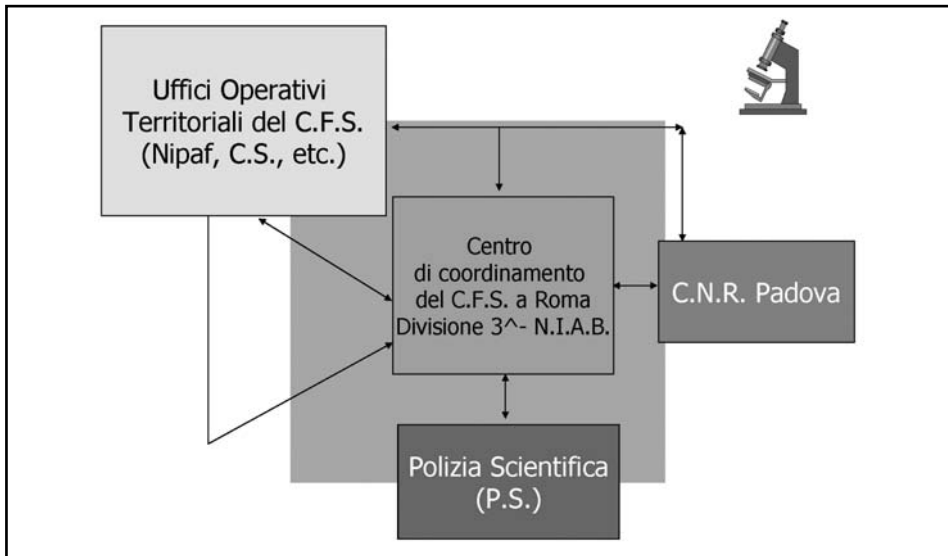 Uffici Operativi
Territoriali del C.F.S.
(Nipaf, C.S., etc.)
Centro
di coordinamento
del C.F.S. a Roma
Divisione 3^- N.I.A.B.
C.N.R. Padova
Polizia Scientifica
(P.S.)